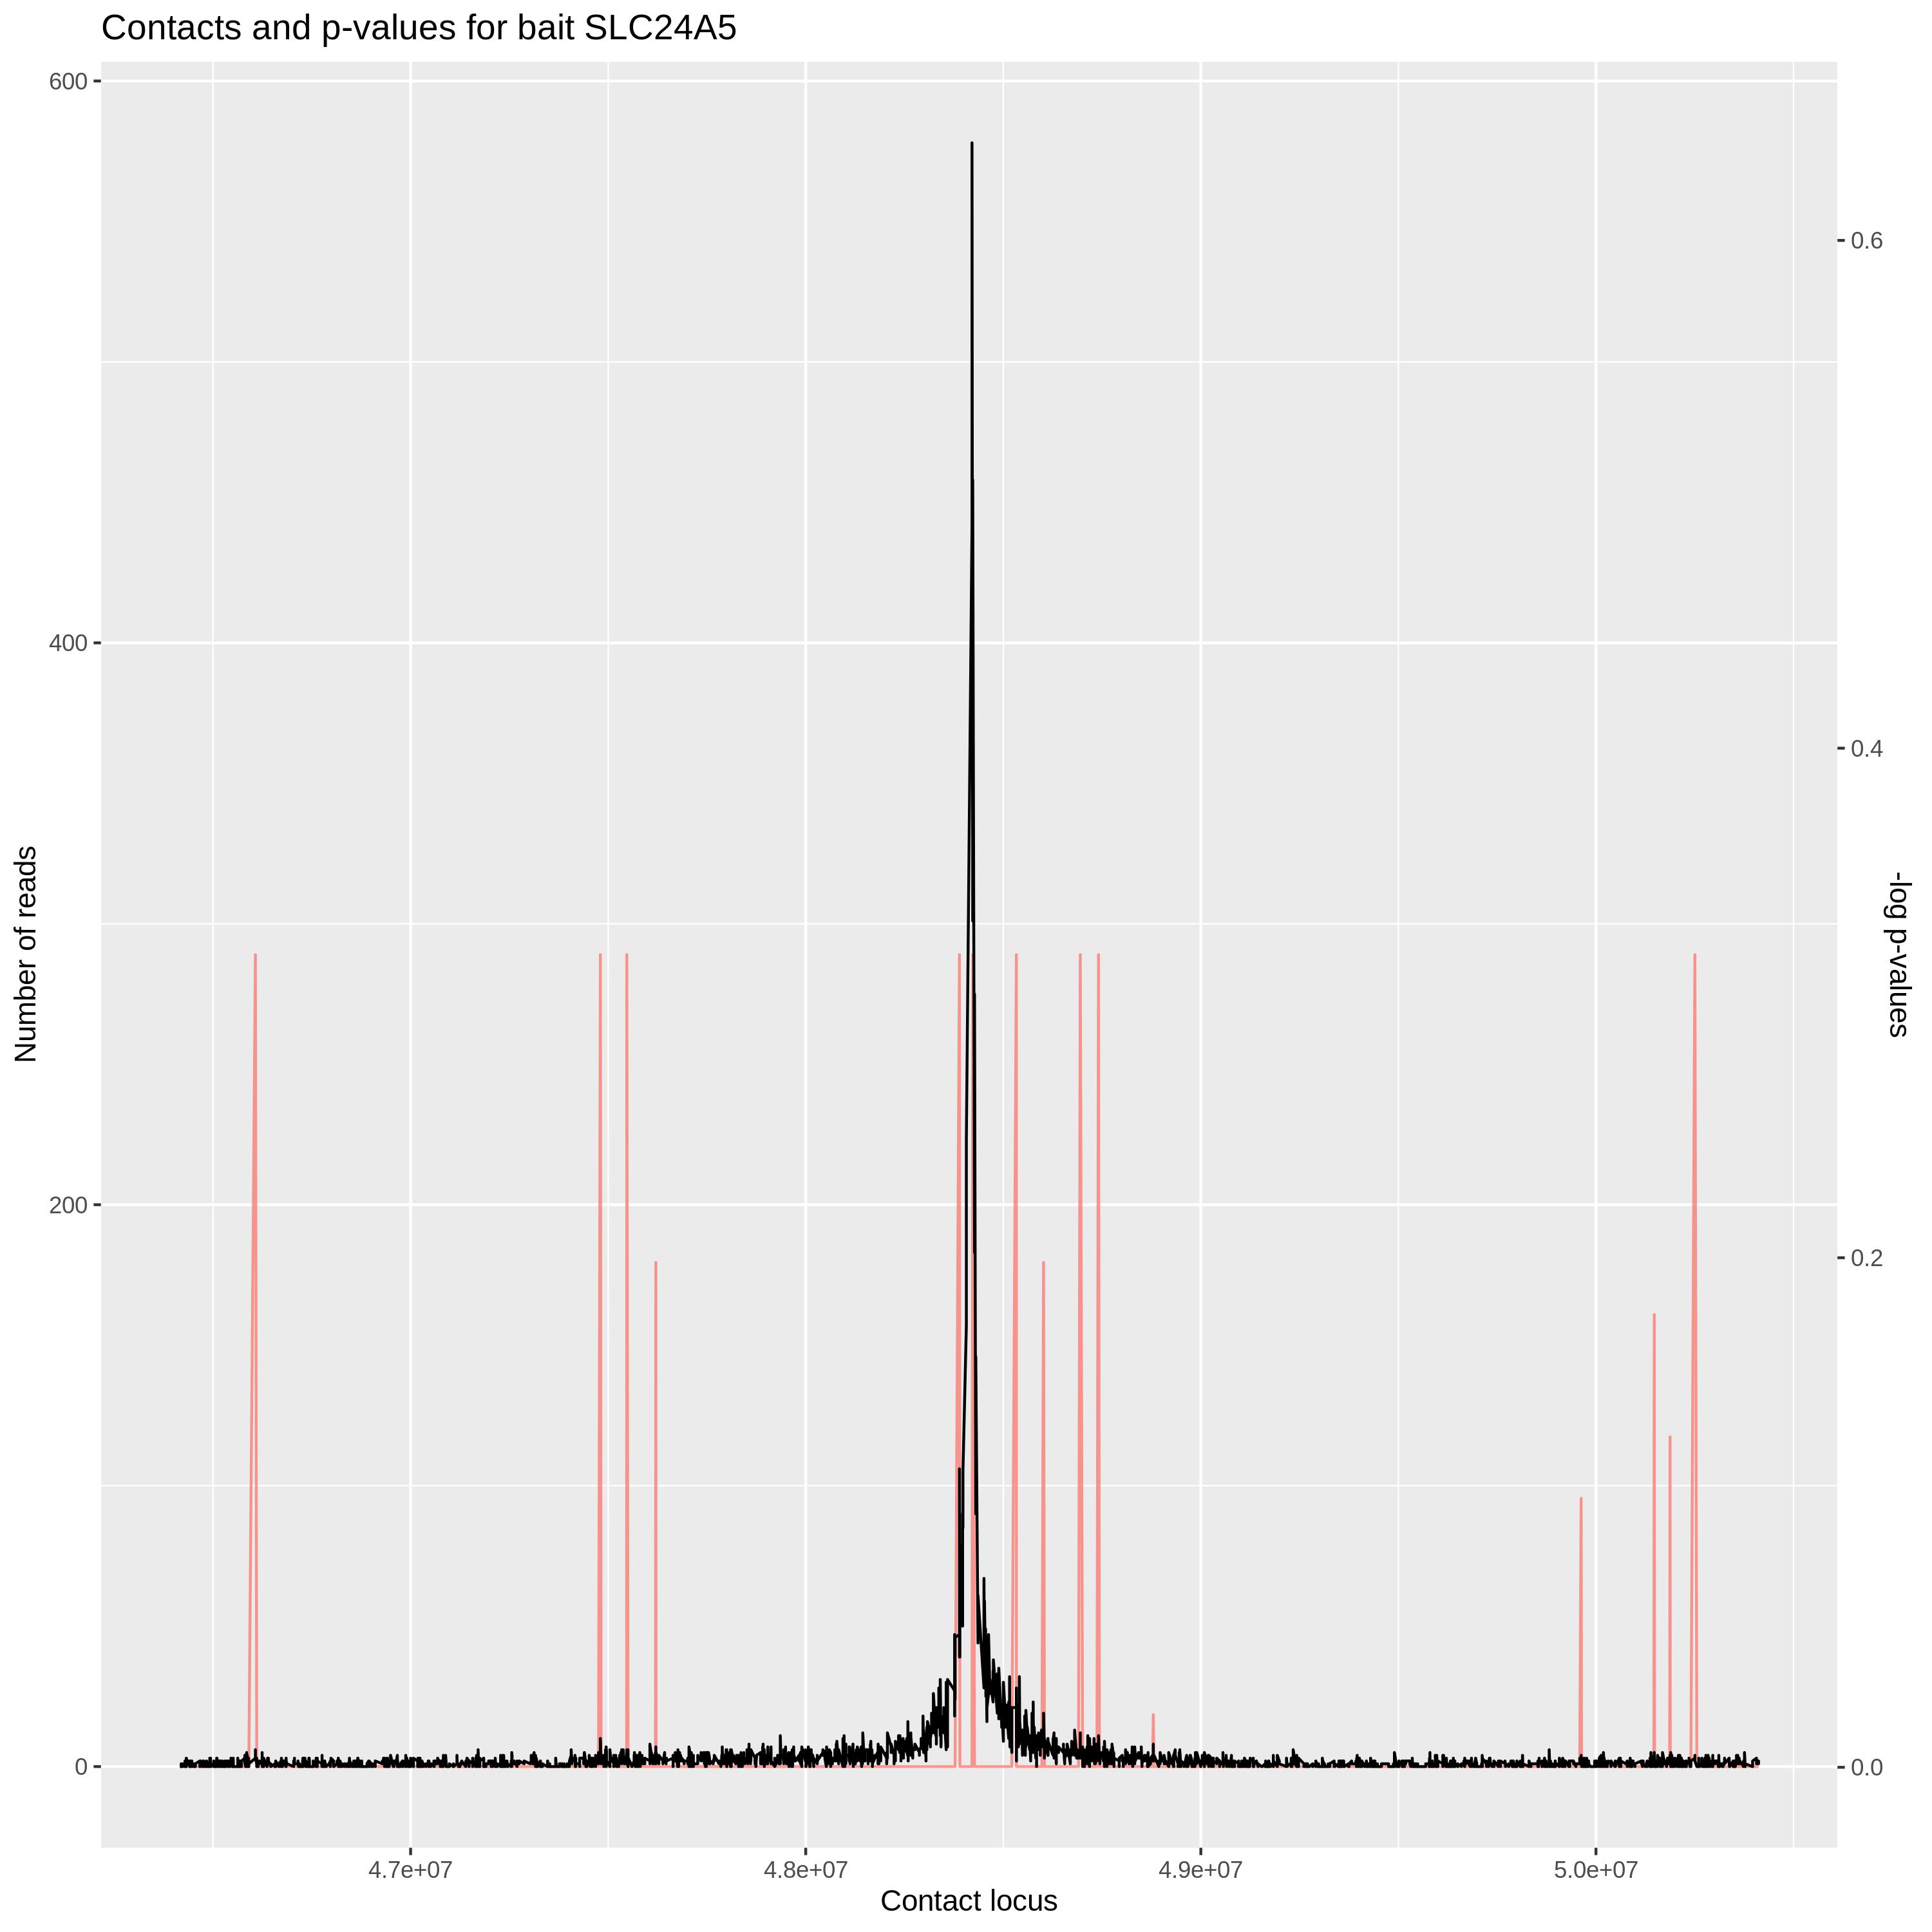 Contacts and p-values for bait SLC24A5
600
400
200
0
Number of reads
0.6
0.4
0.2
0.0
-log p-values
4.7e+07
4.8e+07
4.9e+07
5.0e+07
Contact locus